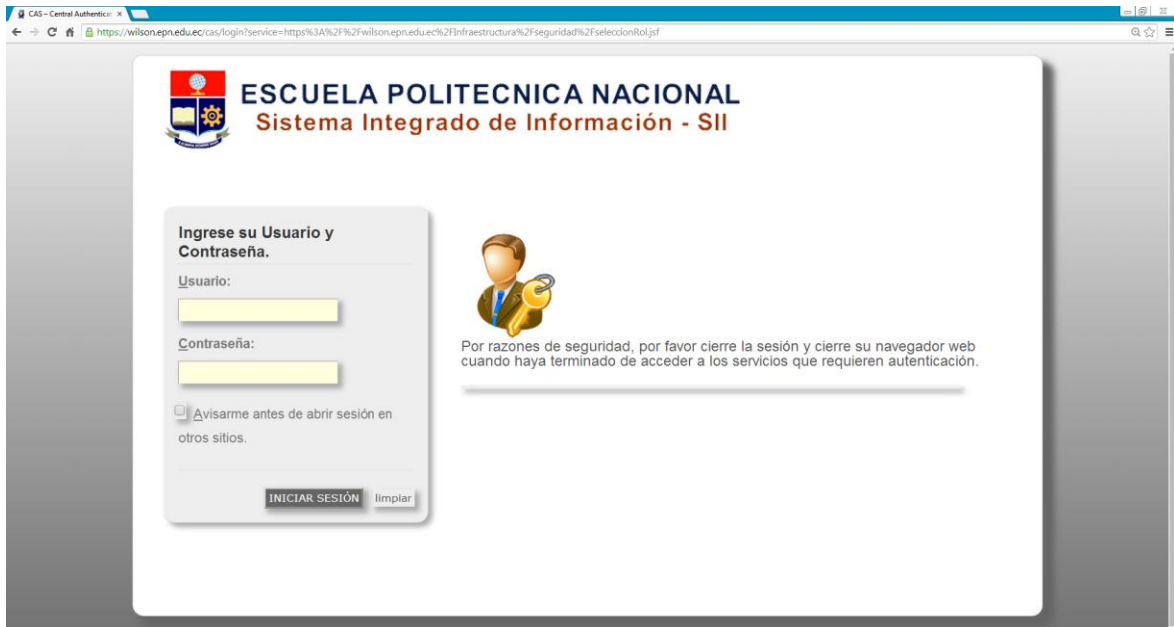 CAS – Central Authenticat
https://wilson.epn.edu.ec/cas/login?service=https%3A%2F%2Fwilson.epn.edu.ec%2FInfraestructura%2Fseguridad%2FseleccionRol.jsf
ESCUELA POLITECNICA NACIONAL
Sistema Integrado de Información - SII
Ingrese su Usuario y
Contraseña.
Usuario:
Contraseña:
Por razones de seguridad, por favor cierre la sesión y cierre su navegador web
cuando haya terminado de acceder a los servicios que requieren autenticación.
Avisarme antes de abrir sesión en
otros sitios.
INICIAR SESIÓN limpiar